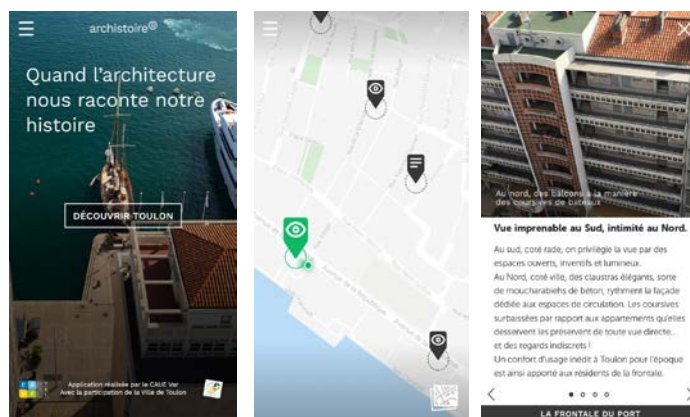 archistoire
Quand l'architecture
nous raconte notre
histoire
DÉCOUVRIR TOULON
Application réalisée par le CAUE Var
Avec la participation de la Ville de Toulon
Avenue de la République
Au nord, des balcons à la manière
des coursives de bateaux
Vue imprenable au Sud, intimité au Nord.
Au sud, coté rade, on privilégie la vue par des
espaces ouverts, inventifs et lumineux.
Au Nord, coté ville, des claustras élégants, sorte
de moucharabiehs de béton, rythment la façade
dédiée aux espaces de circulation. Les coursives
surbaissées par rapport aux appartements qu'elles
desservent les préservent de toute vue directe...
et des regards indiscrets !
Un confort d'usage inédit à Toulon pour l'époque
est ainsi apporté aux résidents de la frontale.
LA FRONTALE DU PORT